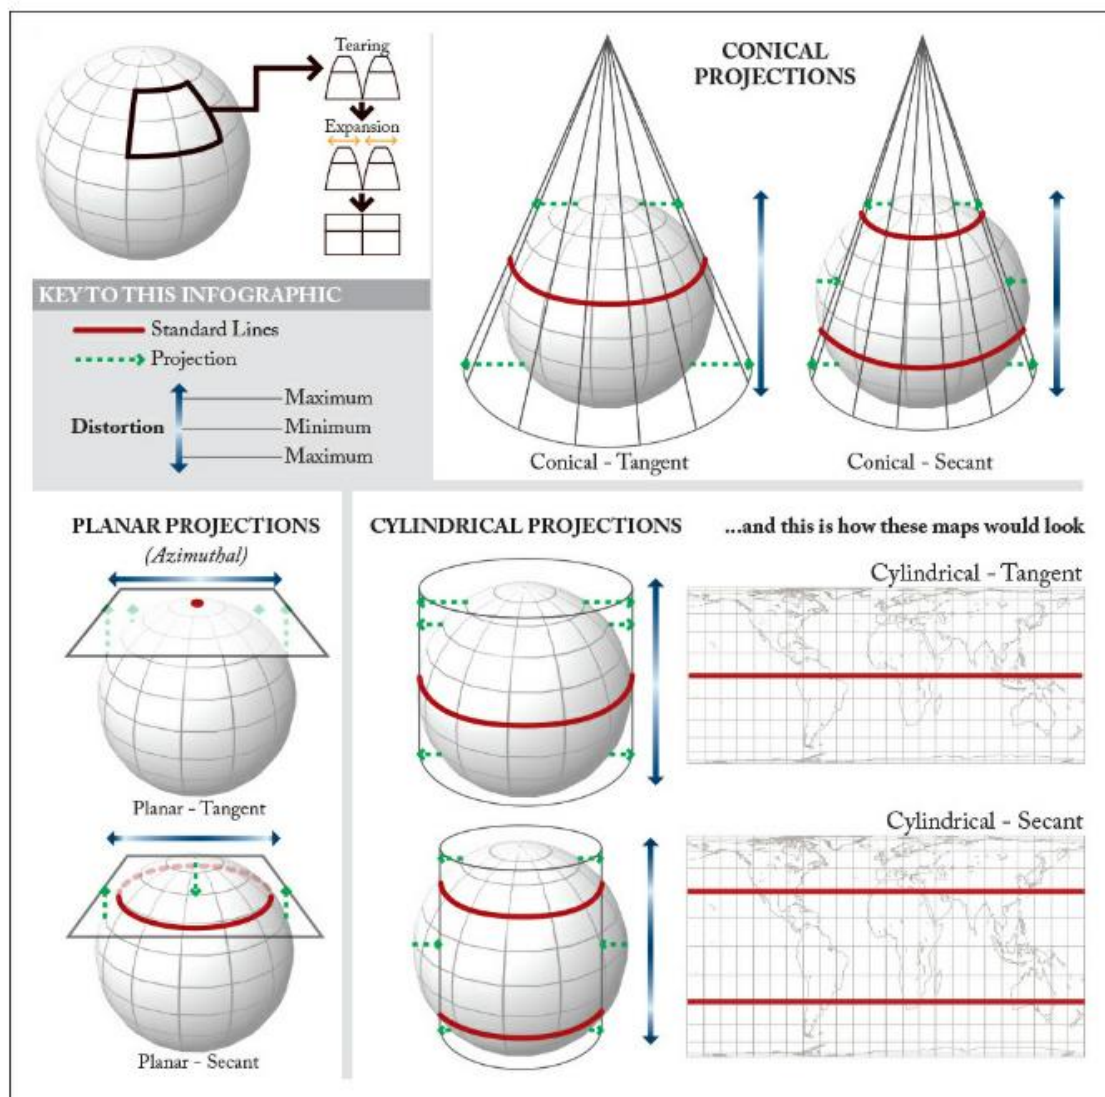 Tearing
Expansion
CONICAL
PROJECTIONS
KEY TO THIS INFOGRAPHIC
Standard Lines
Projection
Distortion
Maximum
Minimum
Maximum
Conical - Tangent
Conical - Secant
PLANAR PROJECTIONS
(Azimuthal)
Planar - Tangent
Planar - Secant
CYLINDRICAL PROJECTIONS
...and this is how these maps would look
Cylindrical - Tangent
Cylindrical - Secant